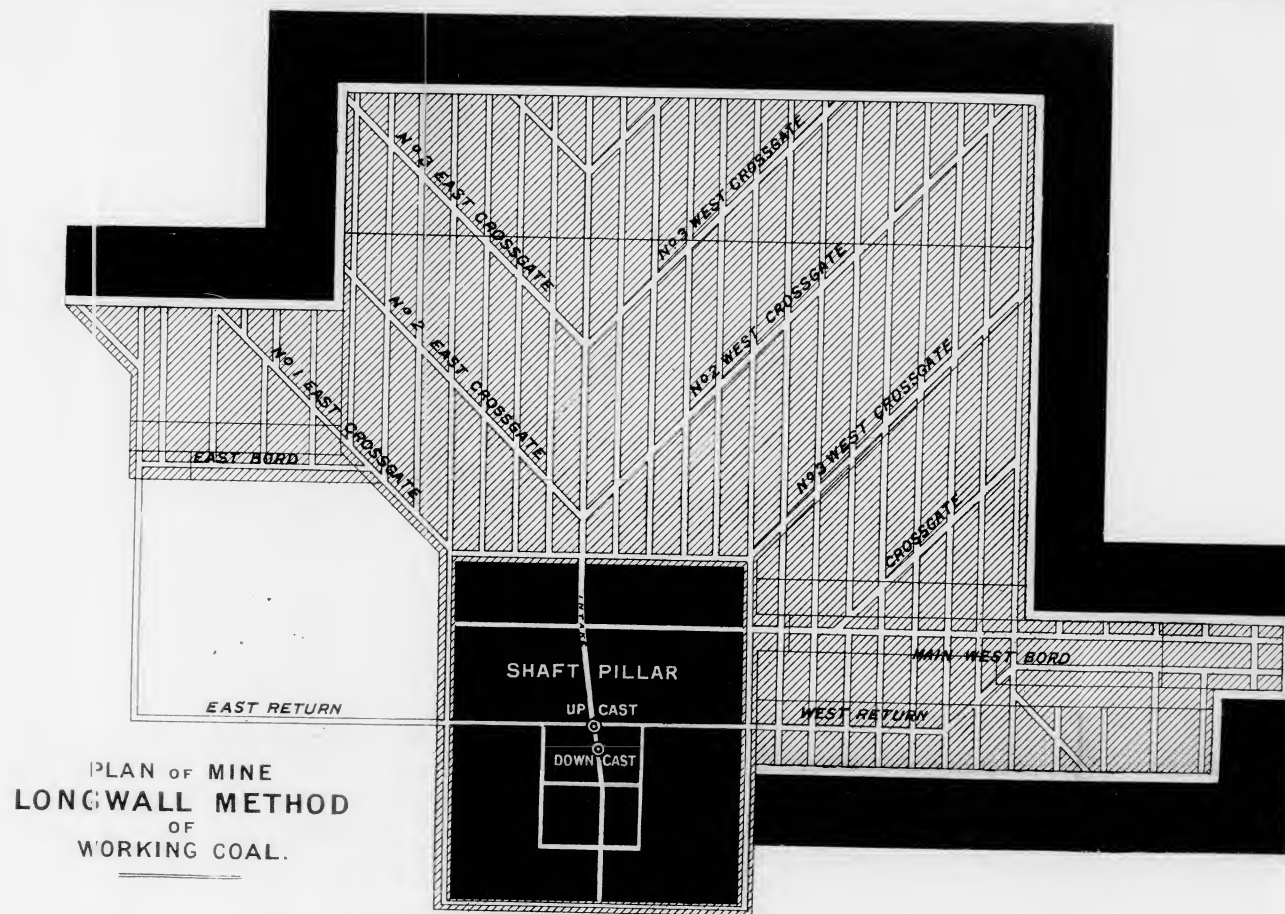 No 3 EAST CROSSGATE
No 3 WEST CROSSGATE
No 2 EAST CROSSGATE
No 2 WEST CROSSGATE
No 1 EAST CROSSGATE
No 3 WEST CROSSGATE
EAST BORD
CROSSGATE
MAIN WEST BORD
SHAFT PILLAR
EAST RETURN
UP CAST
WEST RETURN
DOWN CAST
PLAN OF MINE
LONGWALL METHOD
OF
WORKING COAL.